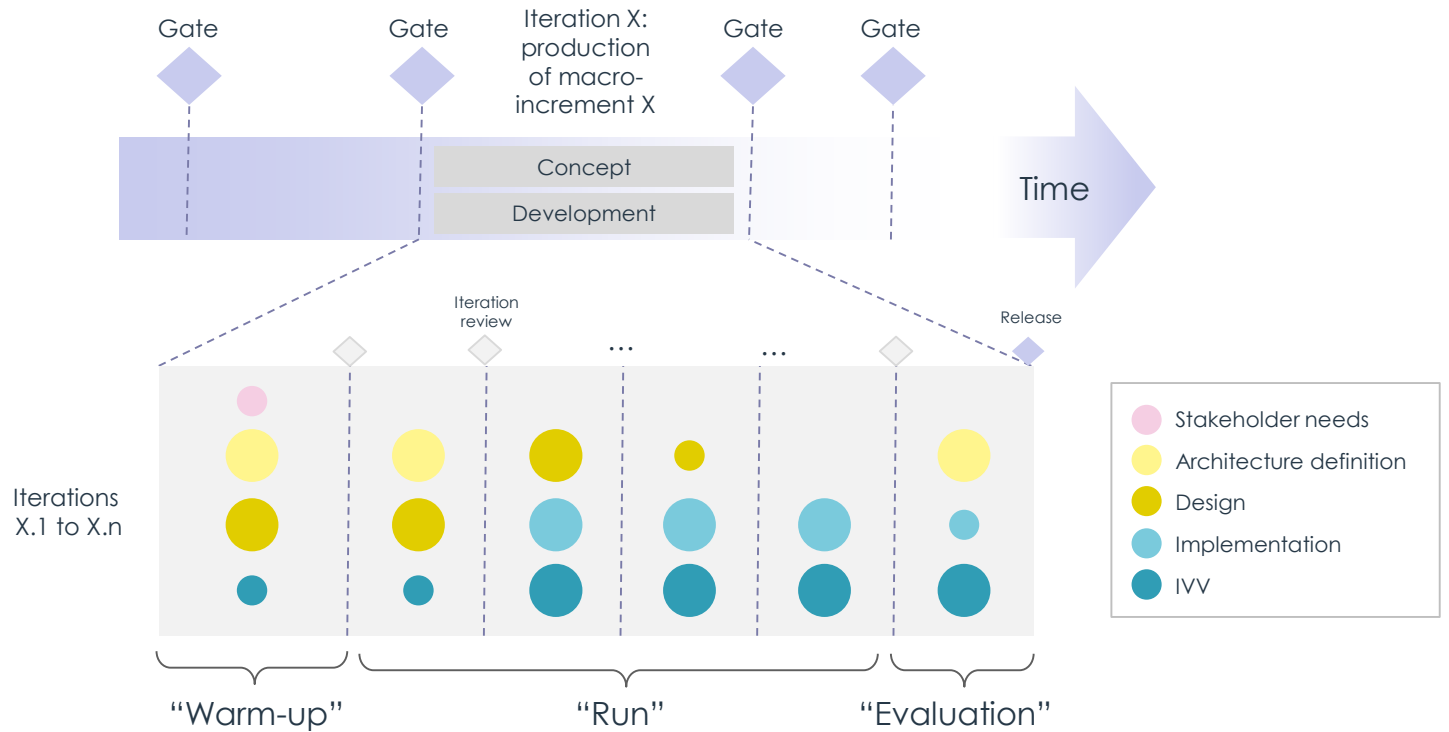 Gate
Gate
Iteration X:
production
of macro-
increment X
Gate
Gate
Concept
Development
Time
Iteration
review
...
...
Release
Iterations
X.1 to X.n
Stakeholder needs
Architecture definition
Design
Implementation
IVV
“Warm-up”
“Run”
“Evaluation”